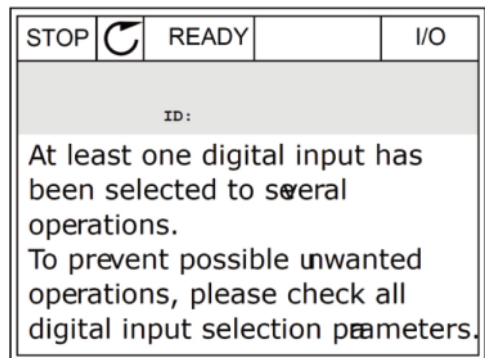 STOP READY I/O
ID:
At least one digital input has
been selected to several
operations.
To prevent possible unwanted
operations, please check all
digital input selection parameters.